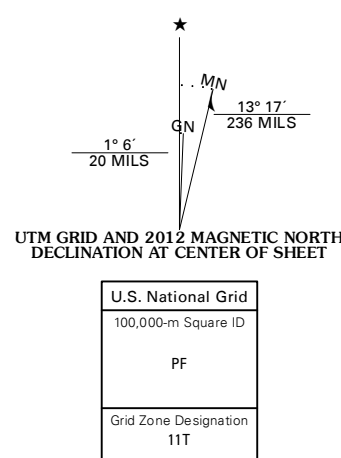 ★
MN
GN
13° 17´
236 MILS
1° 6´
20 MILS
UTM GRID AND 2012 MAGNETIC NORTH
DECLINATION AT CENTER OF SHEET
U.S. National Grid
100,000-m Square ID
PF
Grid Zone Designation
11T